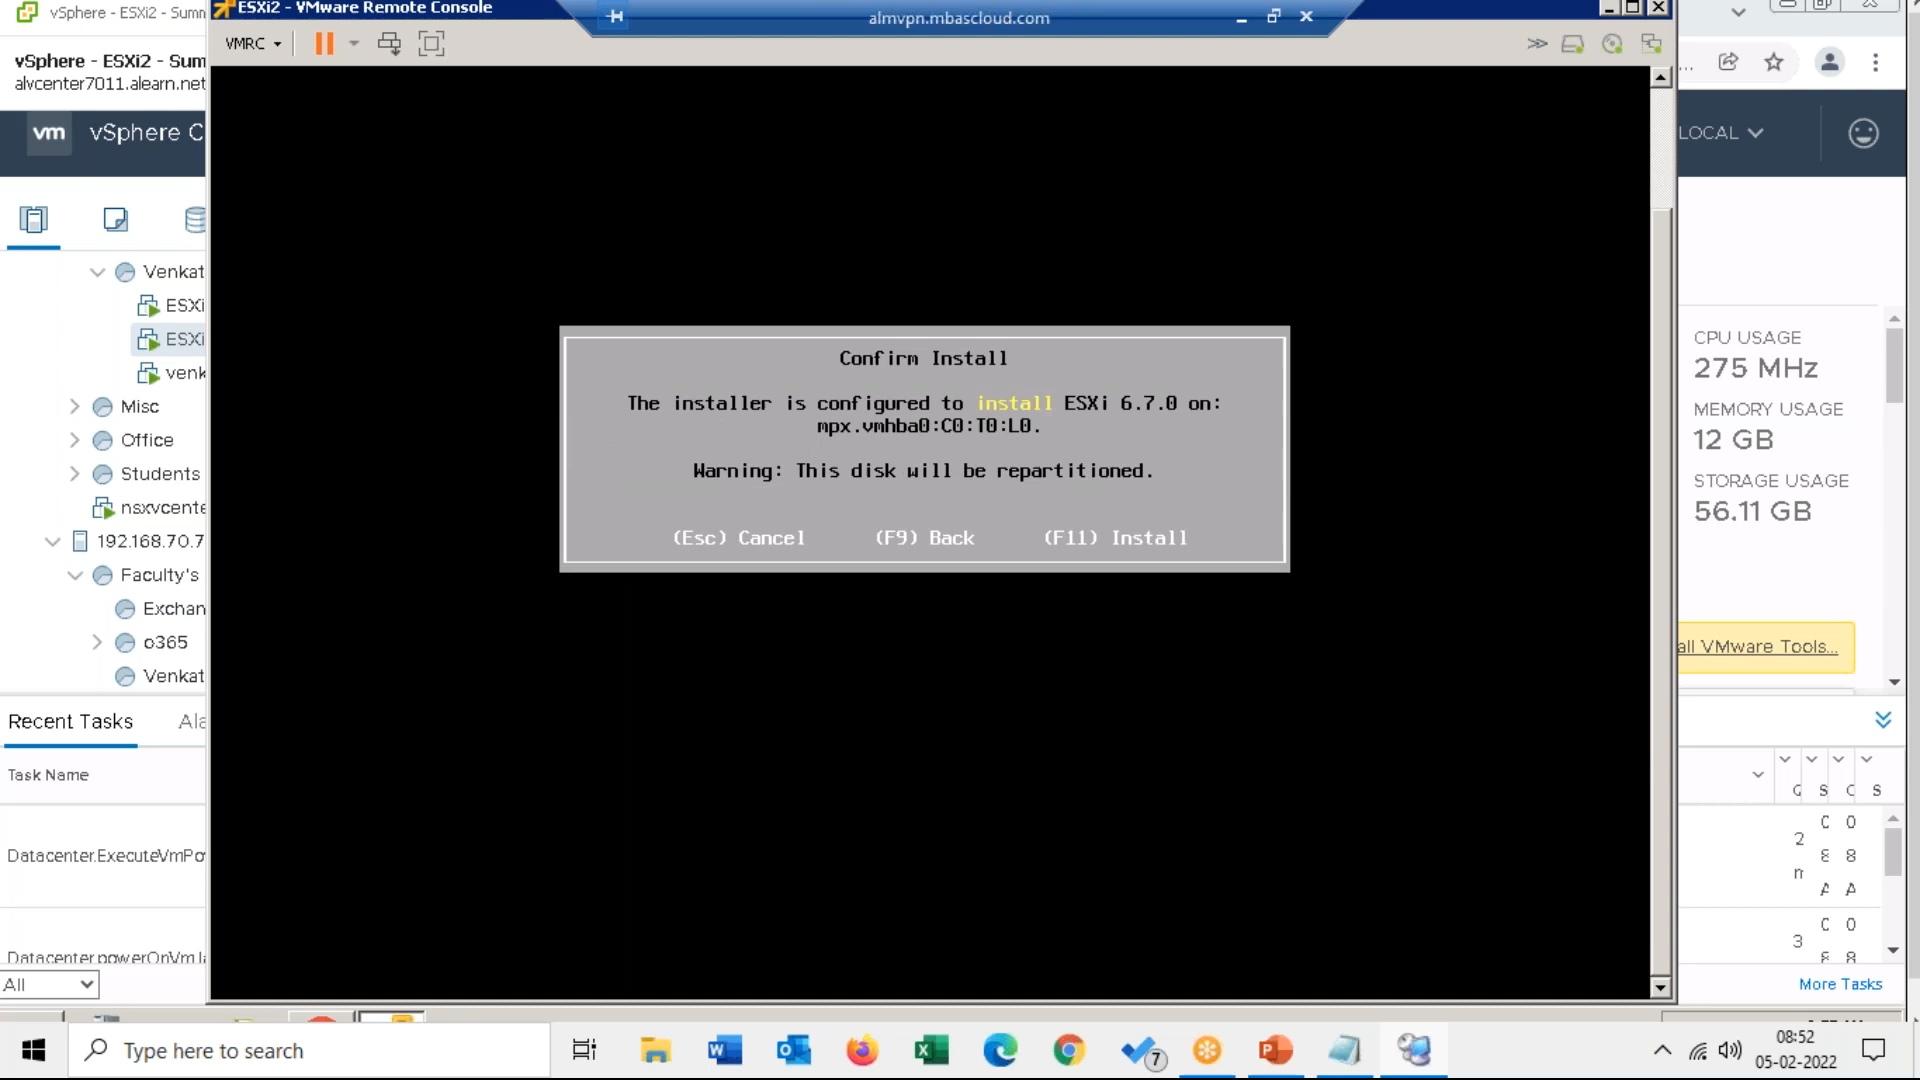 vSphere - ESXi2 - Summ
ESXi2 - VMware Remote Console
almvpn.mbascloud.com
VMRC
vSphere - ESXi2 - Sum
alvcenter7011.alearn.net
vm vSphere C
LOCAL
Venkat
ESXi
ESXi
venk
Misc
Office
Students
nsxvcente
192.168.70.7
Faculty's
Exchan
o365
Venkat
Confirm Install
The installer is configured to install ESXi 6.7.0 on:
mpx.vmhba0:C0:T0:L0.
Warning: This disk will be repartitioned.
(Esc) Cancel (F9) Back (F11) Install
CPU USAGE
275 MHz
MEMORY USAGE
12 GB
STORAGE USAGE
56.11 GB
all VMware Tools...
Recent Tasks Ala
Task Name
Datacenter.ExecuteVmPo
Datacenter.powerOnVm.l
All
More Tasks
Type here to search
7
08:52
05-02-2022